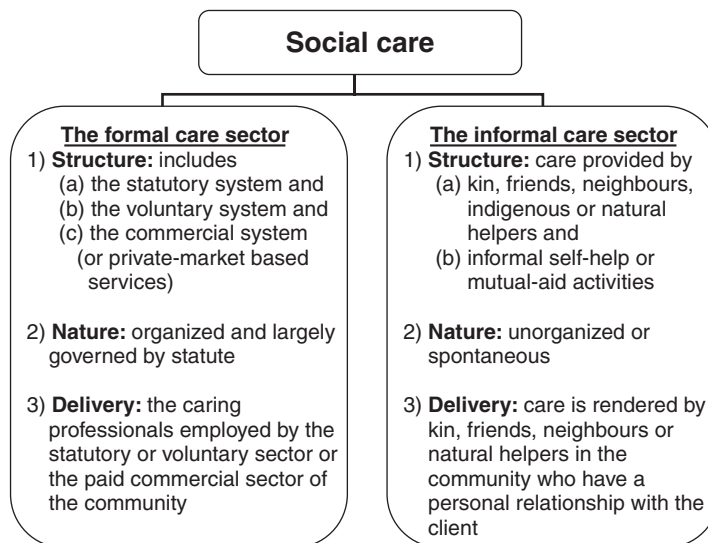 Social care
The formal care sector
1) Structure: includes
(a) the statutory system and
(b) the voluntary system and
(c) the commercial system
(or private-market based
services)
2) Nature: organized and largely
governed by statute
3) Delivery: the caring
professionals employed by the
statutory or voluntary sector or
the paid commercial sector of
the community
The informal care sector
1) Structure: care provided by
(a) kin, friends, neighbours,
indigenous or natural
helpers and
(b) informal self-help or
mutual-aid activities
2) Nature: unorganized or
spontaneous
3) Delivery: care is rendered by
kin, friends, neighbours or
natural helpers in the
community who have a
personal relationship with the
client